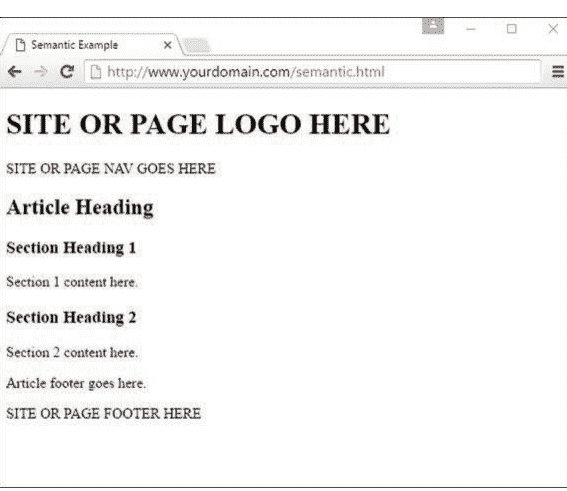 Semantic Example
http://www.yourdomain.com/semantic.html
SITE OR PAGE LOGO HERE
SITE OR PAGE NAV GOES HERE
Article Heading
Section Heading 1
Section 1 content here.
Section Heading 2
Section 2 content here.
Article footer goes here.
SITE OR PAGE FOOTER HERE